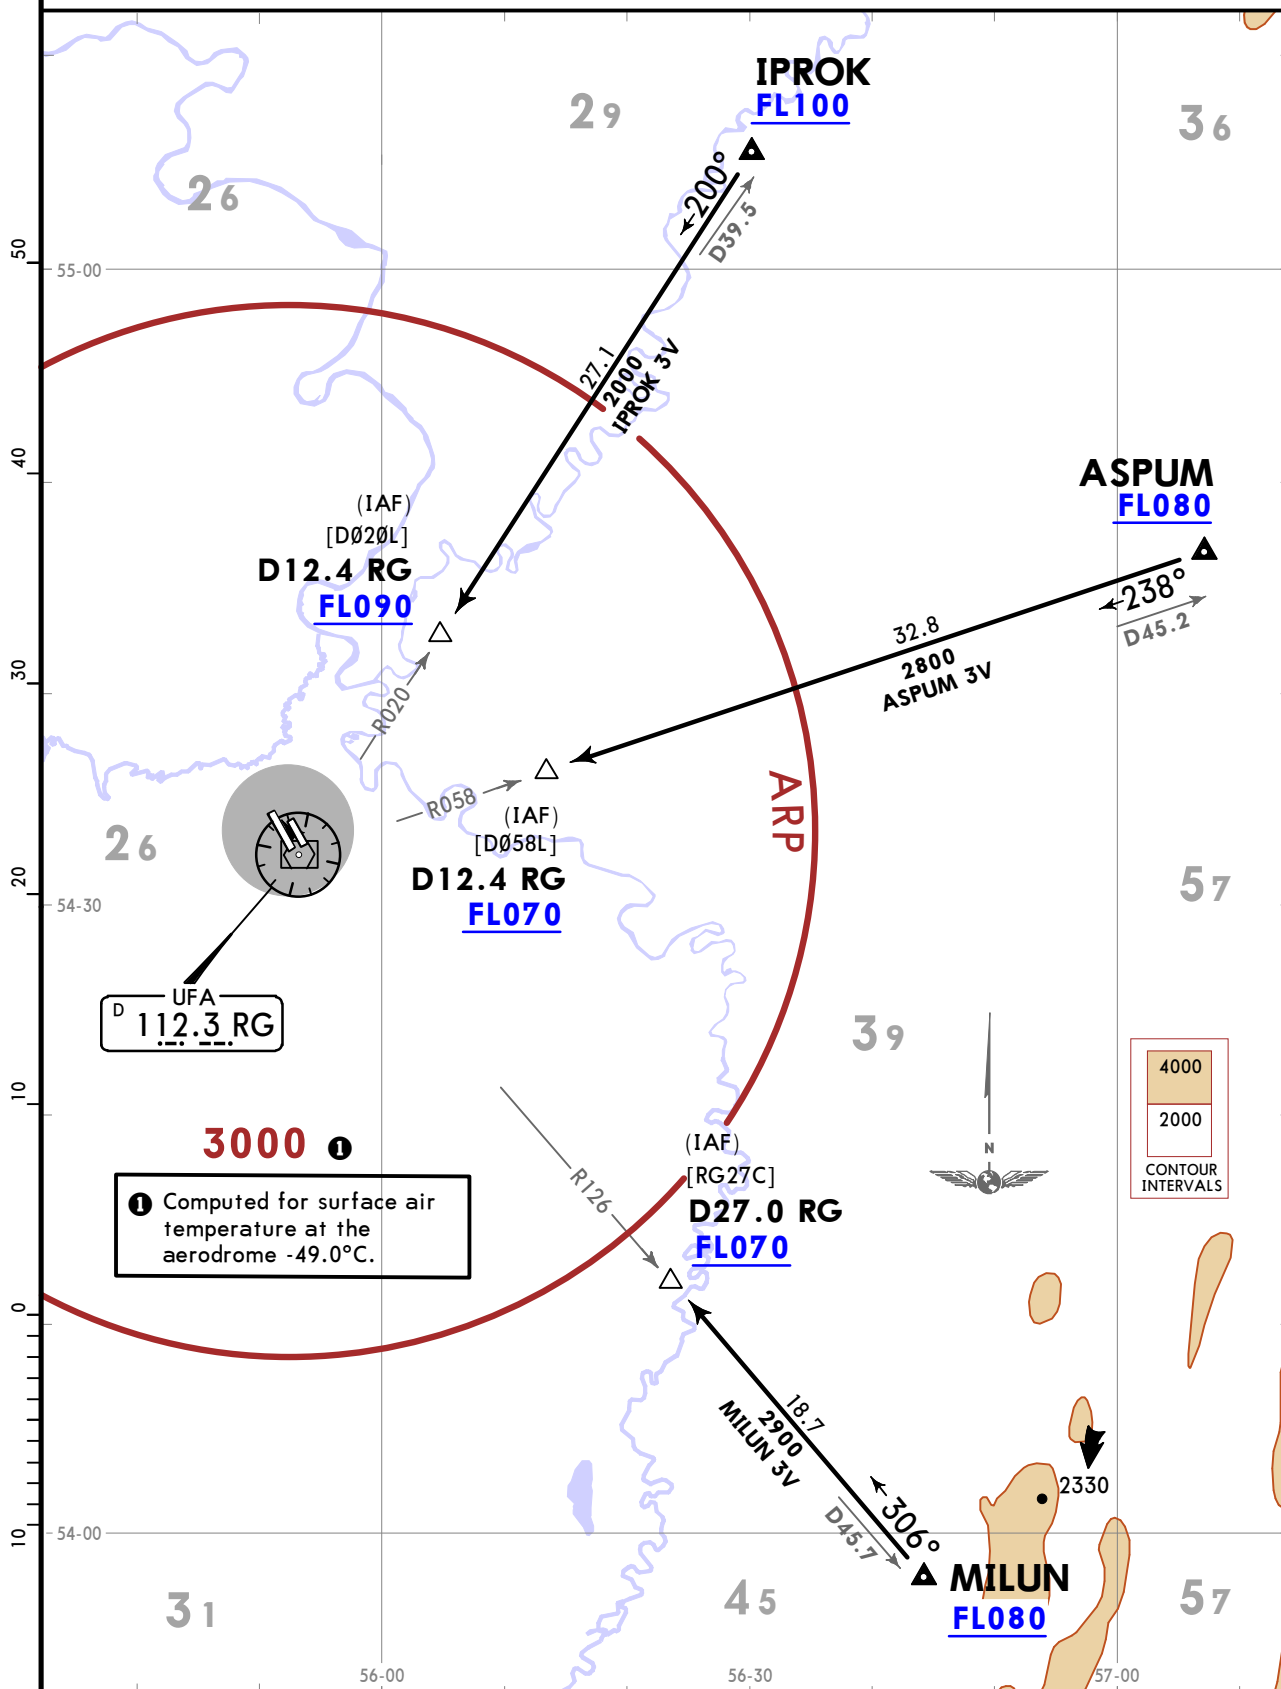 IPROK
FL100
29
36
26
200°
D39.5
50
55-00
27.1
2000
IPROK 3V
40
ASPUM
FL080
(IAF)
[DØ20L]
D12.4 RG
FL090
238°
D45.2
32.8
2800
ASPUM 3V
30
R020
R058
ARP
(IAF)
[DØ58L]
D12.4 RG
FL070
26
57
20
54-30
UFA
D 112.3 RG
39
4000
2000
CONTOUR
INTERVALS
N
10
3000 1
(IAF)
[RG27C]
D27.0 RG
FL070
R126
1 Computed for surface air
temperature at the
aerodrome -49.0°C.
0
18.7
2900
MILUN 3V
2330
306°
D45.7
10
54-00
MILUN
FL080
31
45
57
56-00
56-30
57-00